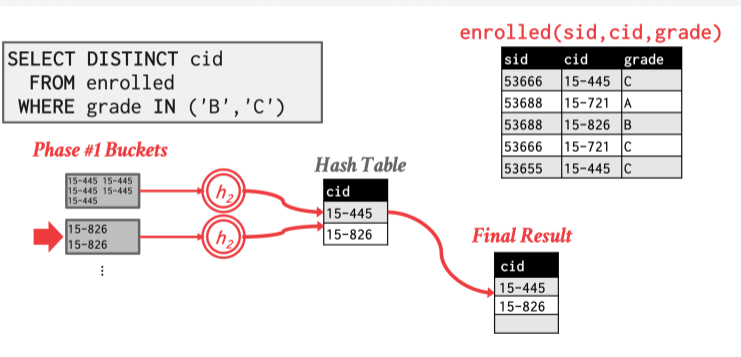 enrolled(sid,cid,grade)
SELECT DISTINCT cid
FROM enrolled
WHERE grade IN ('B','C')
sid cid grade
53666 15-445 C
53688 15-721 A
53688 15-826 B
53666 15-721 C
53655 15-445 C
Phase #1 Buckets
15-445 15-445
15-445 15-445
15-445
h2
15-826
15-826
h2
⋮
Hash Table
cid
15-445
15-826
Final Result
cid
15-445
15-826